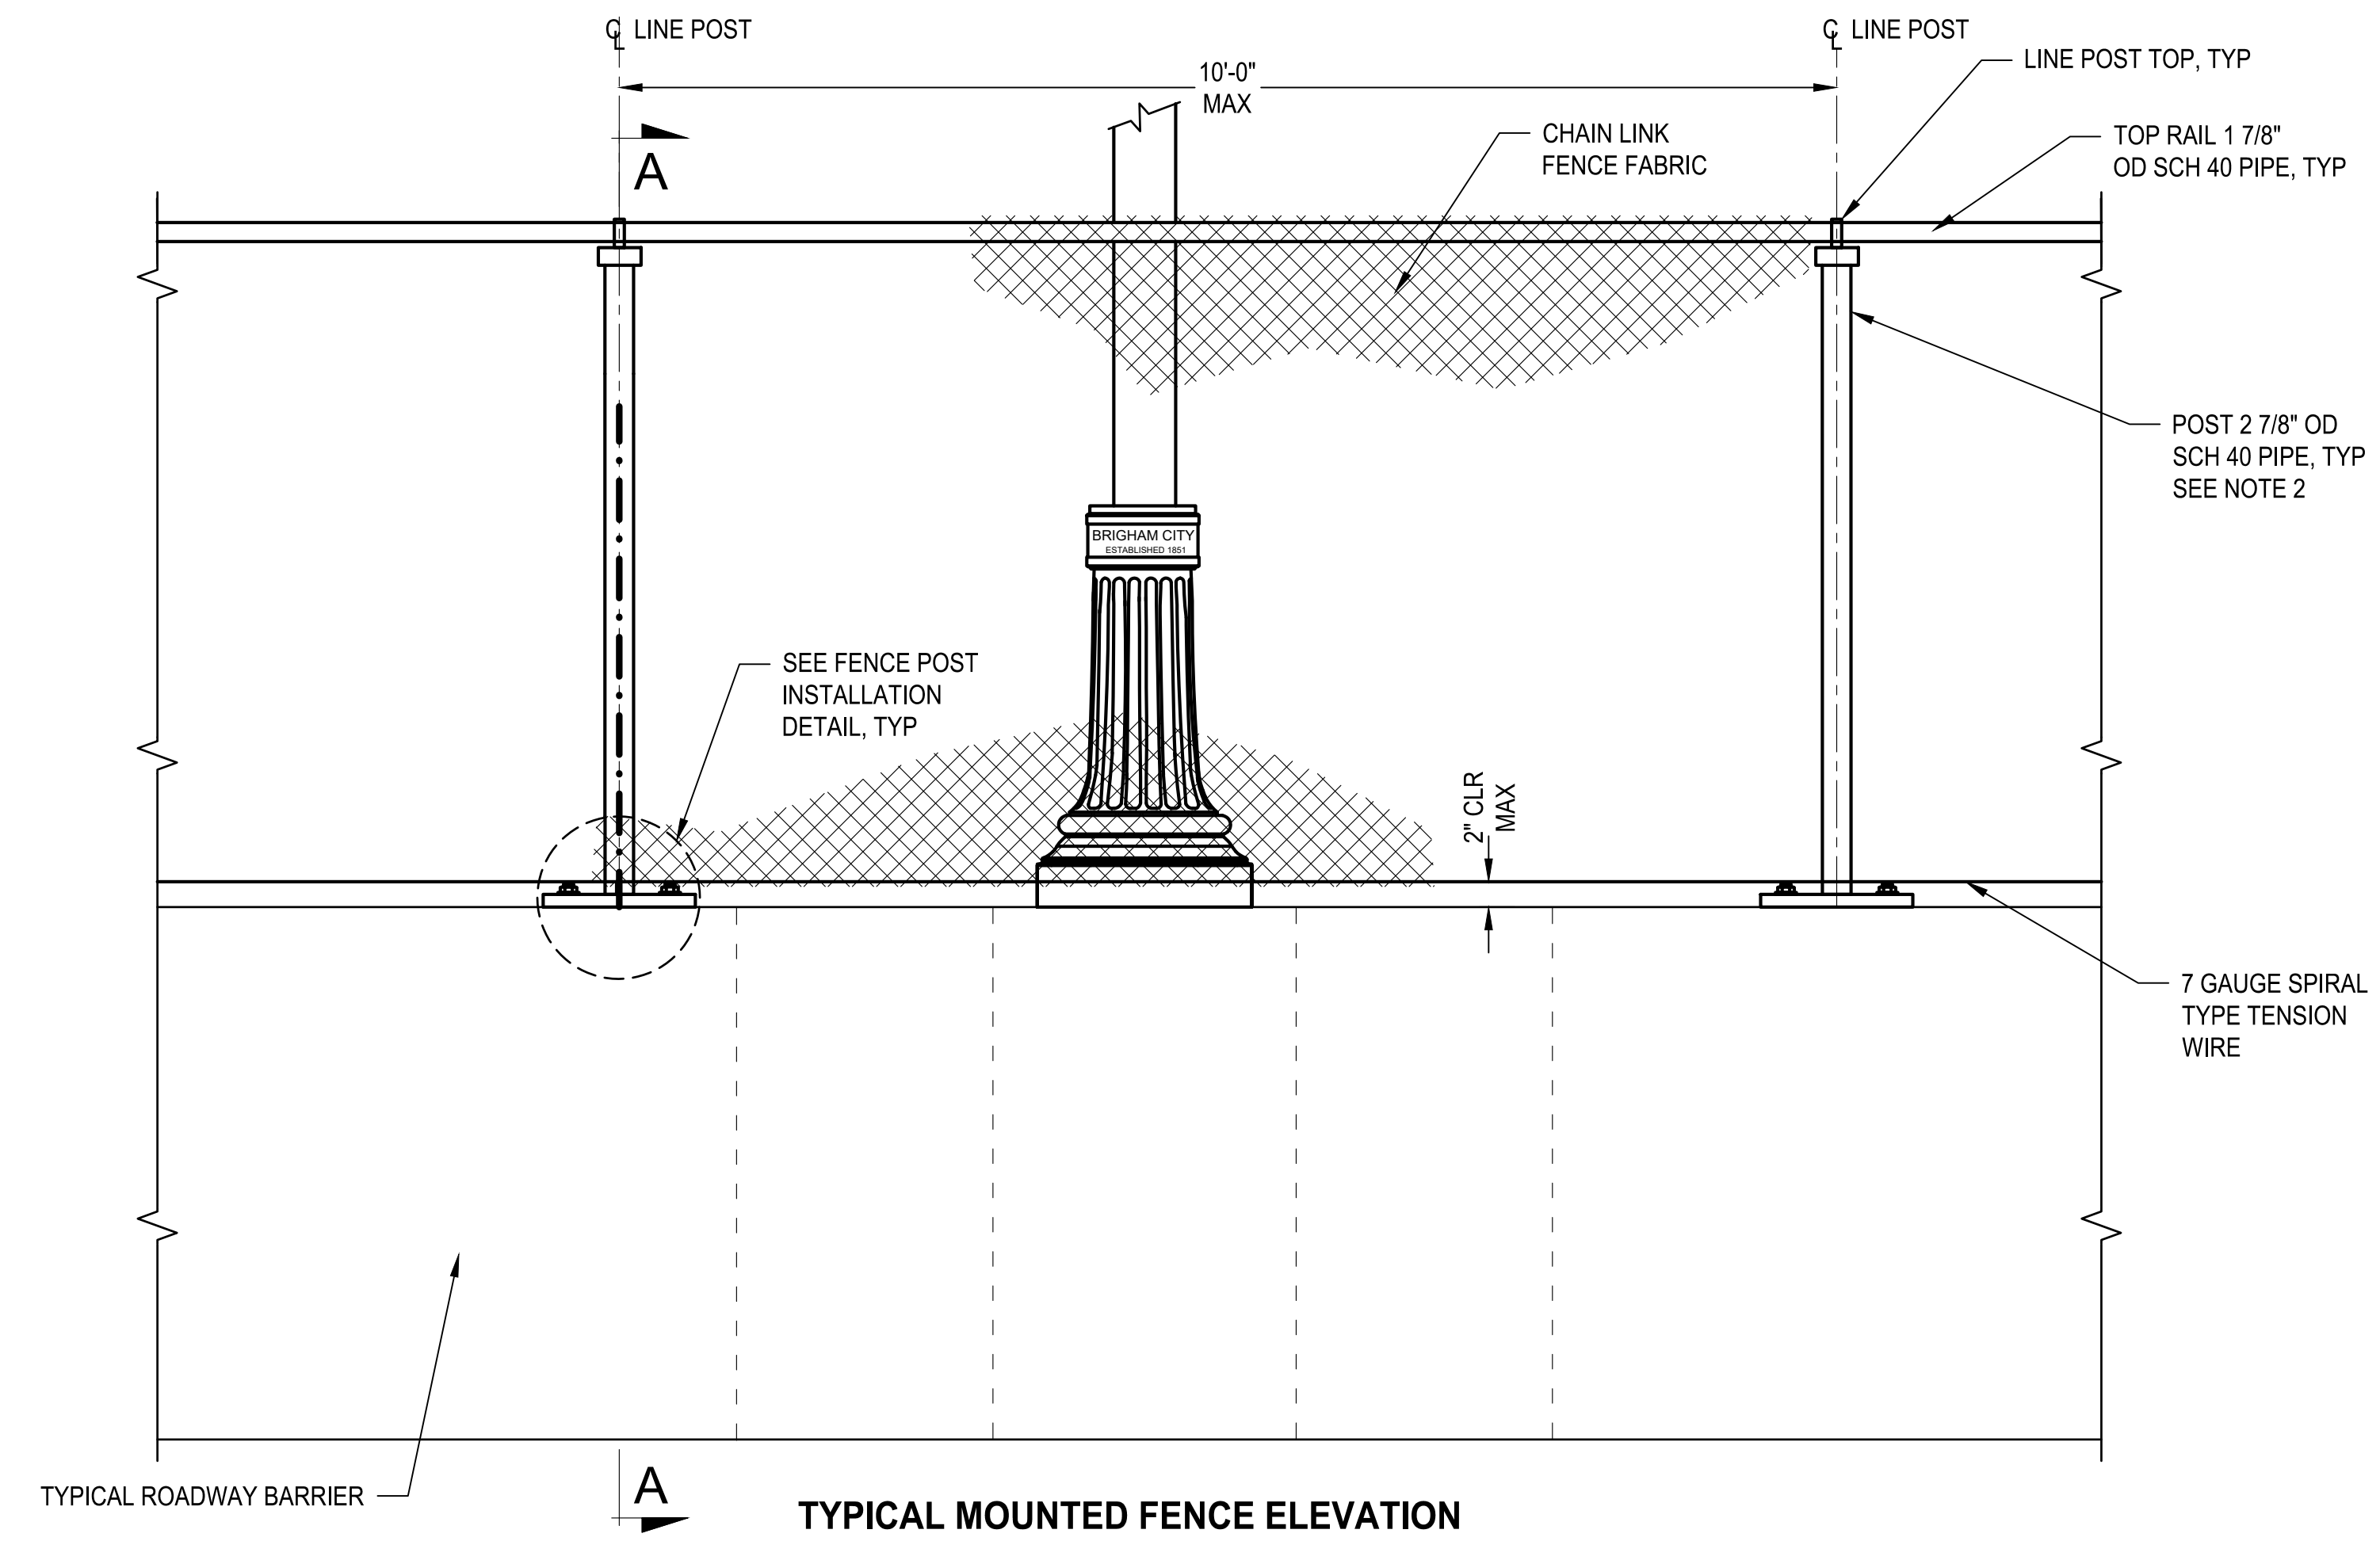 ℄ LINE POST
℄ LINE POST
LINE POST TOP, TYP
10'-0"
MAX
A
CHAIN LINK
FENCE FABRIC
TOP RAIL 1 7/8"
OD SCH 40 PIPE, TYP
POST 2 7/8" OD
SCH 40 PIPE, TYP
SEE NOTE 2
BRIGHAM CITY
ESTABLISHED 1851
SEE FENCE POST
INSTALLATION
DETAIL, TYP
2" CLR
MAX
7 GAUGE SPIRAL
TYPE TENSION
WIRE
TYPICAL ROADWAY BARRIER
A
TYPICAL MOUNTED FENCE ELEVATION